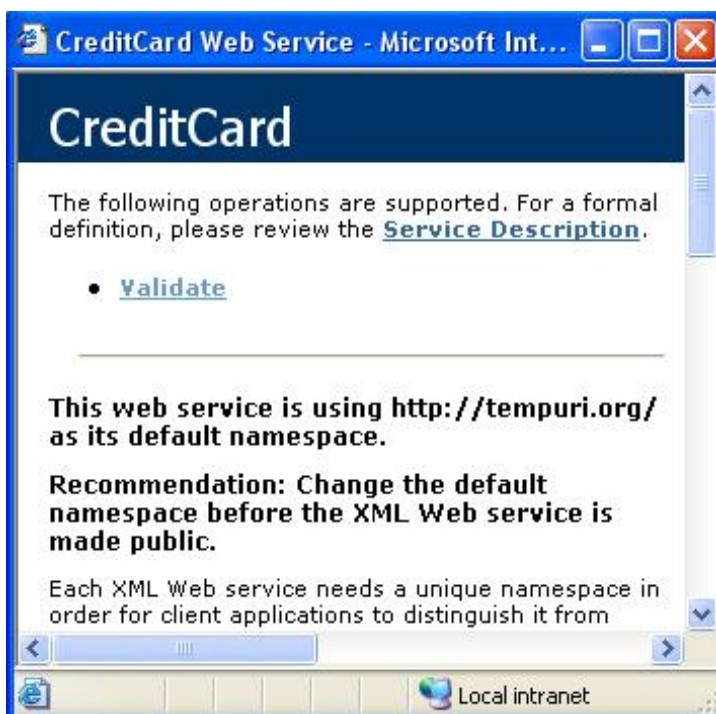 CreditCard Web Service - Microsoft Int...
CreditCard
The following operations are supported. For a formal
definition, please review the Service Description.
• Validate
This web service is using http://tempuri.org/
as its default namespace.
Recommendation: Change the default
namespace before the XML Web service is
made public.
Each XML Web service needs a unique namespace in
order for client applications to distinguish it from
Local intranet